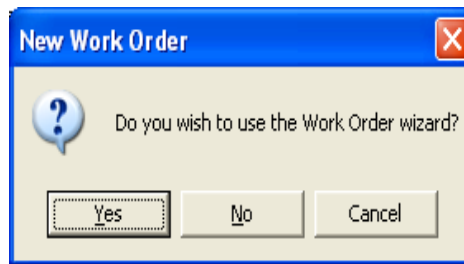 New Work Order
Do you wish to use the Work Order wizard?
Yes No Cancel